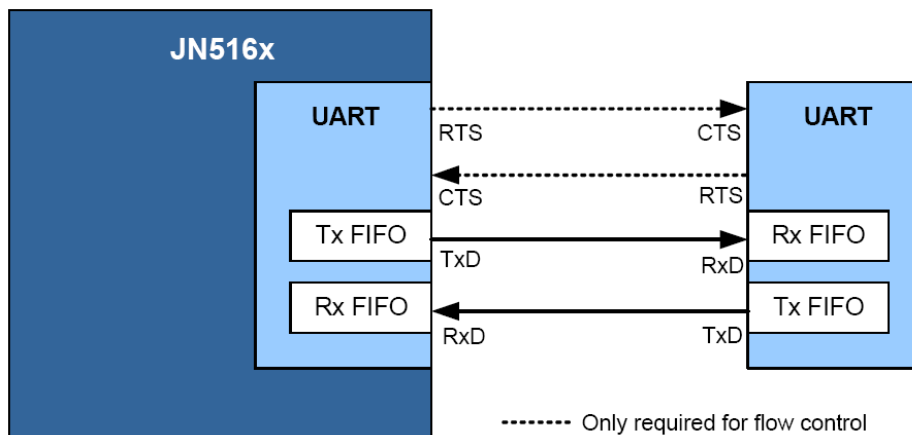 JN516x
UART
UART
RTS
CTS
CTS
RTS
Tx FIFO
Rx FIFO
TxD
RxD
Rx FIFO
Tx FIFO
RxD
TxD
Only required for flow control